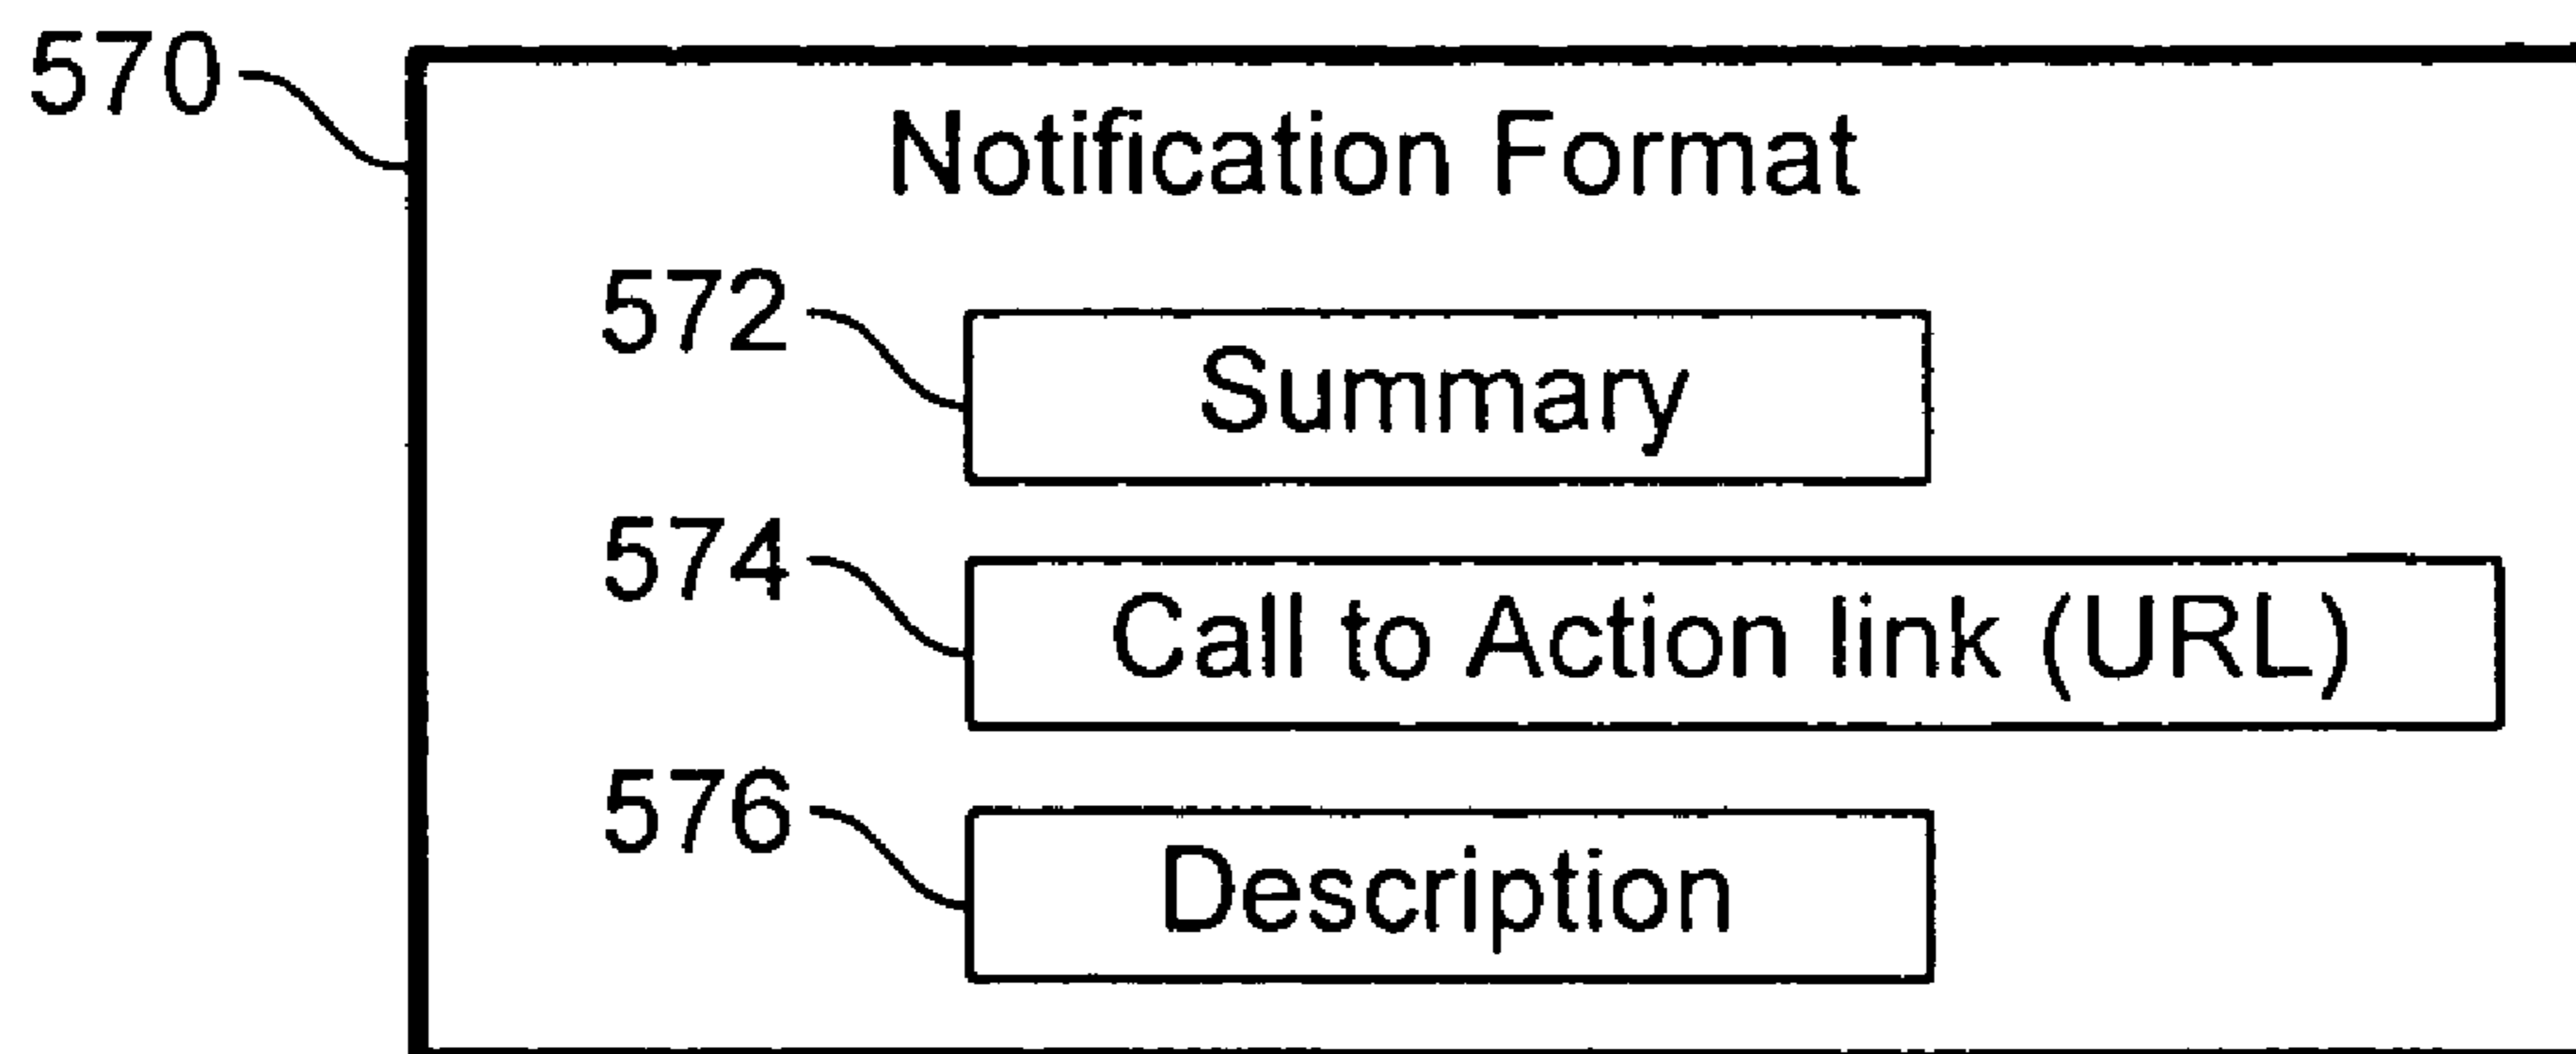 570
Notification Format
572
Summary
574
Call to Action link (URL)
576
Description